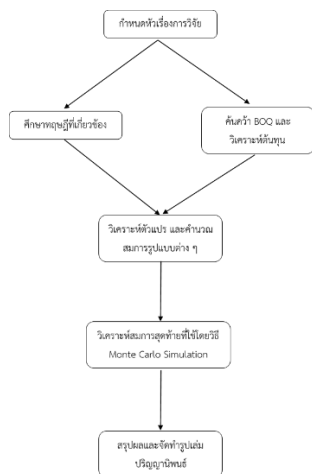 กำหนดหัวเรื่องการวิจัย
ศึกษาทฤษฎีที่เกี่ยวข้อง
ค้นคว้า BOQ และ
วิเคราะห์ต้นทุน
วิเคราะห์ตัวแปร และคำนวณ
สมการรูปแบบต่าง ๆ
วิเคราะห์สมการสุดท้ายที่ใช้โดยวิธี
Monte Carlo Simulation
สรุปผลและจัดทำรูปเล่ม
ปริญญานิพนธ์